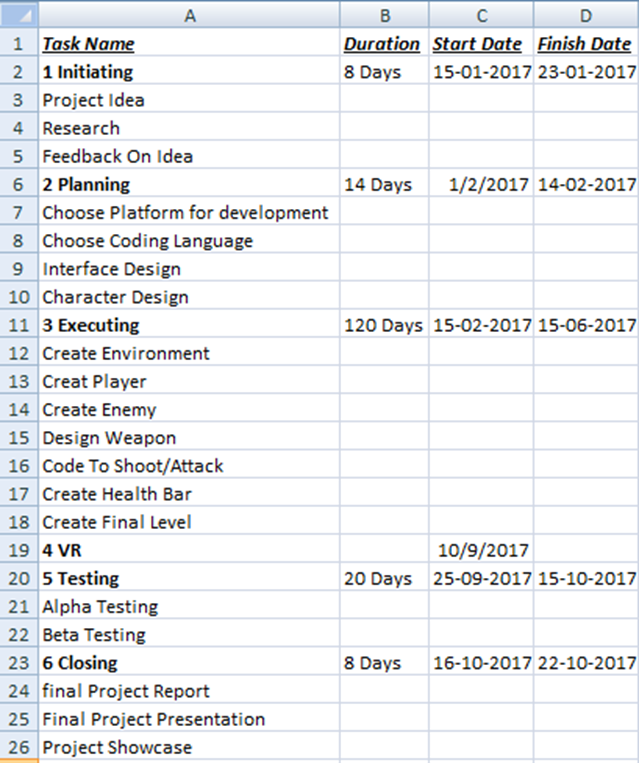 A B C D
1 Task Name Duration Start Date Finish Date
2 1 Initiating 8 Days 15-01-2017 23-01-2017
3 Project Idea
4 Research
5 Feedback On Idea
6 2 Planning 14 Days 1/2/2017 14-02-2017
7 Choose Platform for development
8 Choose Coding Language
9 Interface Design
10 Character Design
11 3 Executing 120 Days 15-02-2017 15-06-2017
12 Create Environment
13 Creat Player
14 Create Enemy
15 Design Weapon
16 Code To Shoot/Attack
17 Create Health Bar
18 Create Final Level
19 4 VR 10/9/2017
20 5 Testing 20 Days 25-09-2017 15-10-2017
21 Alpha Testing
22 Beta Testing
23 6 Closing 8 Days 16-10-2017 22-10-2017
24 final Project Report
25 Final Project Presentation
26 Project Showcase